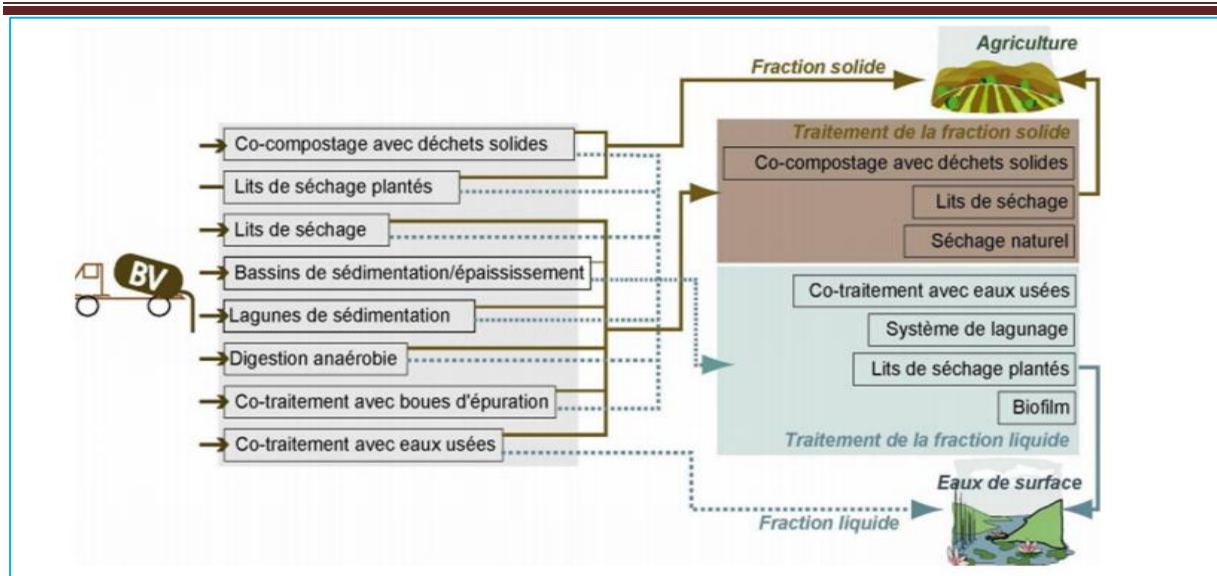 Agriculture
Fraction solide
Co-compostage avec déchets solides
Lits de séchage plantés
Lits de séchage
Bassins de sédimentation/épaississement
Lagunes de sédimentation
Digestion anaérobie
Co-traitement avec boues d'épuration
Co-traitement avec eaux usées
BV
Traitement de la fraction solide
Co-compostage avec déchets solides
Lits de séchage
Séchage naturel
Co-traitement avec eaux usées
Système de lagunage
Lits de séchage plantés
Biofilm
Traitement de la fraction liquide
Eaux de surface
Fraction liquide